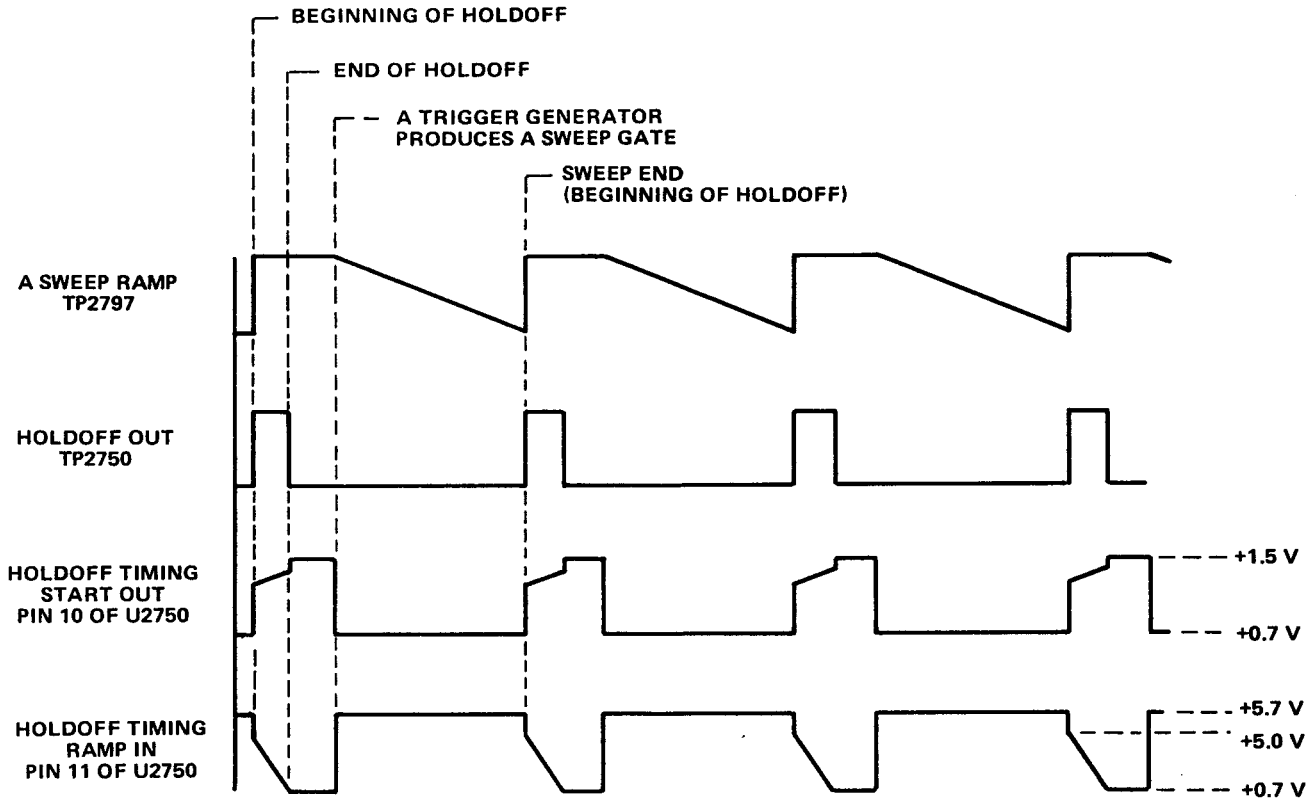 BEGINNING OF HOLDOFF
END OF HOLDOFF
A TRIGGER GENERATOR
PRODUCES A SWEEP GATE
SWEEP END
(BEGINNING OF HOLDOFF)
A SWEEP RAMP
TP2797
HOLDOFF OUT
TP2750
HOLDOFF TIMING
START OUT
PIN 10 OF U2750
+1.5 V
+0.7 V
HOLDOFF TIMING
RAMP IN
PIN 11 OF U2750
+5.7 V
+5.0 V
+0.7 V